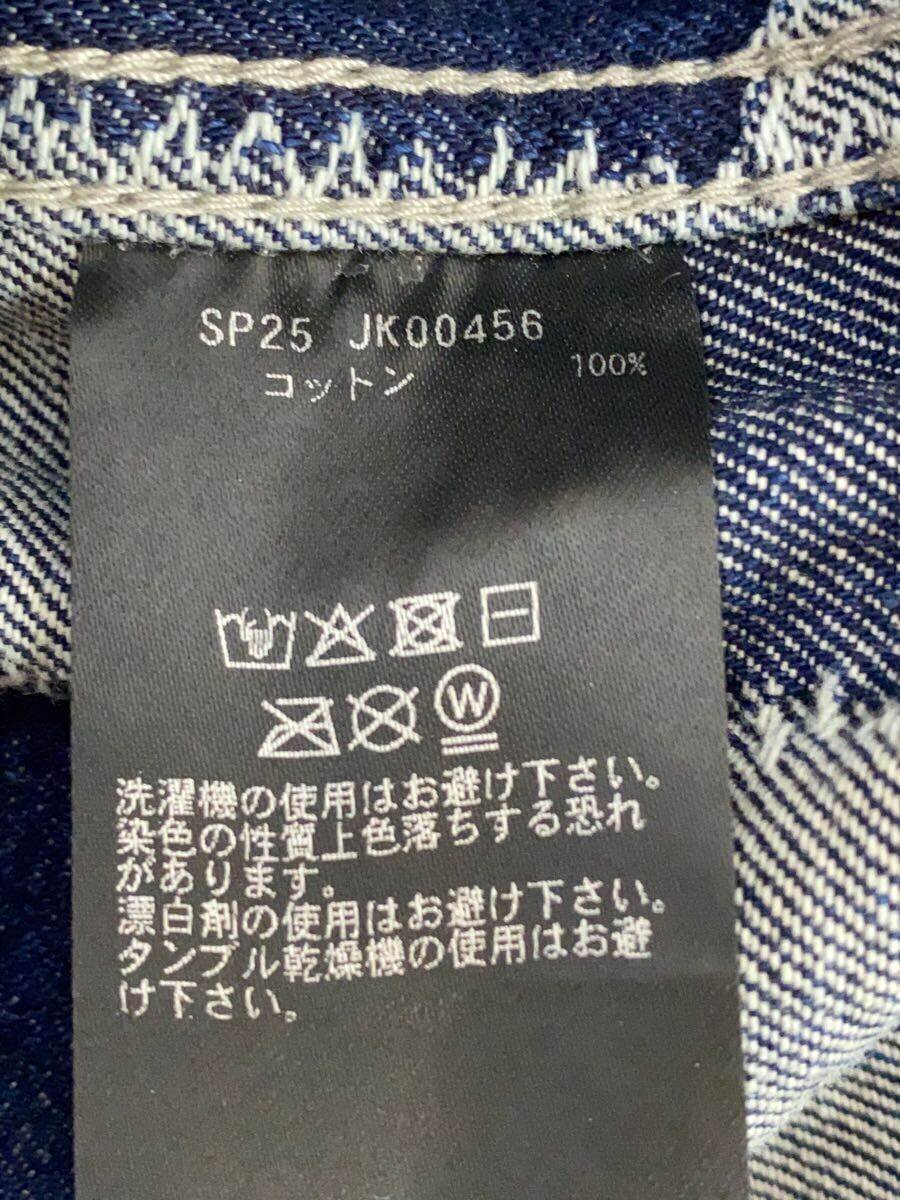 SP25 JK00456
コットン 100%
W
洗濯機の使用はお避け下さい。
染色の性質上色落ちする恐れ
があります。
漂白剤の使用はお避け下さい。
タンブル乾燥機の使用はお避
け下さい。